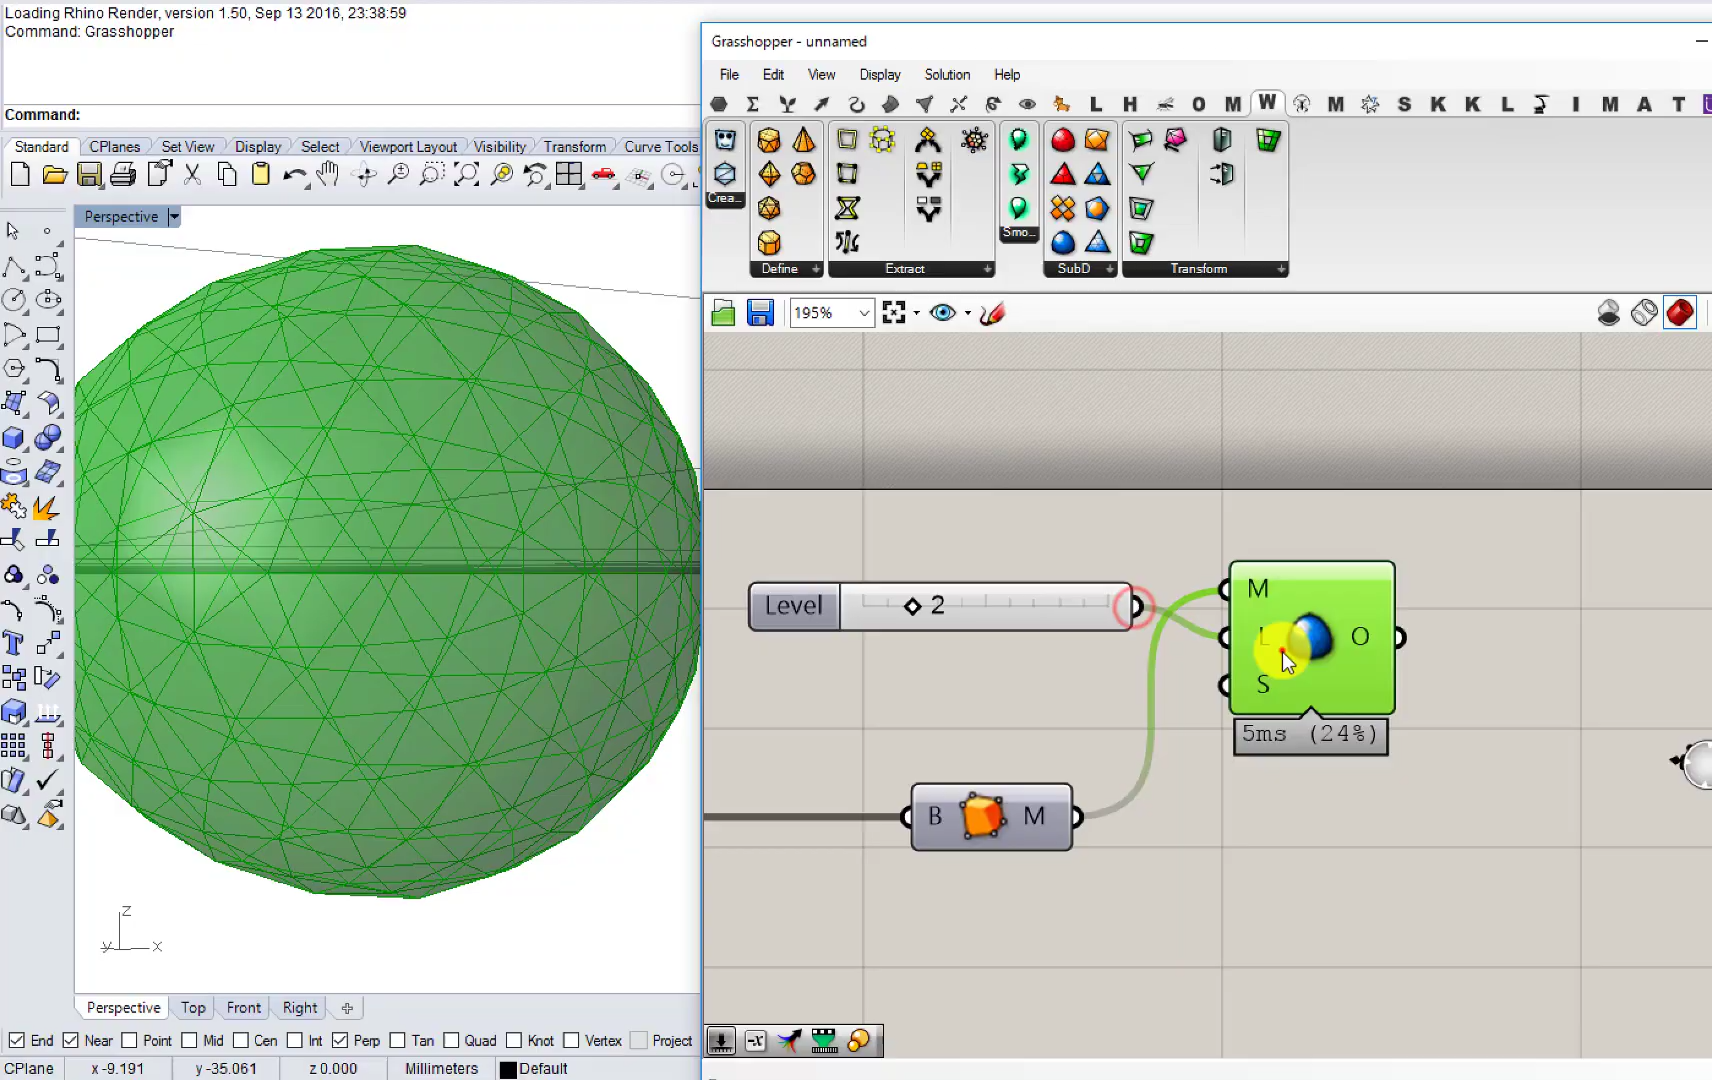 Loading Rhino Render, version 1.50, Sep 13 2016, 23:38:59
Command: Grasshopper
Command:
Standard CPlanes Set View Display Select Viewport Layout Visibility Transform Curve Tools
Perspective
z
y x
Perspective Top Front Right
End Near Point Mid Cen Int Perp Tan Quad Knot Vertex Project
CPlane x -9.191 y -35.061 z 0.000 Millimeters Default
Grasshopper - unnamed
File Edit View Display Solution Help
L H O M W M S K K L I M A T
Crea... Define Extract Smo... SubD Transform
195%
Level 2
M
L O
S
5ms (24%)
B M